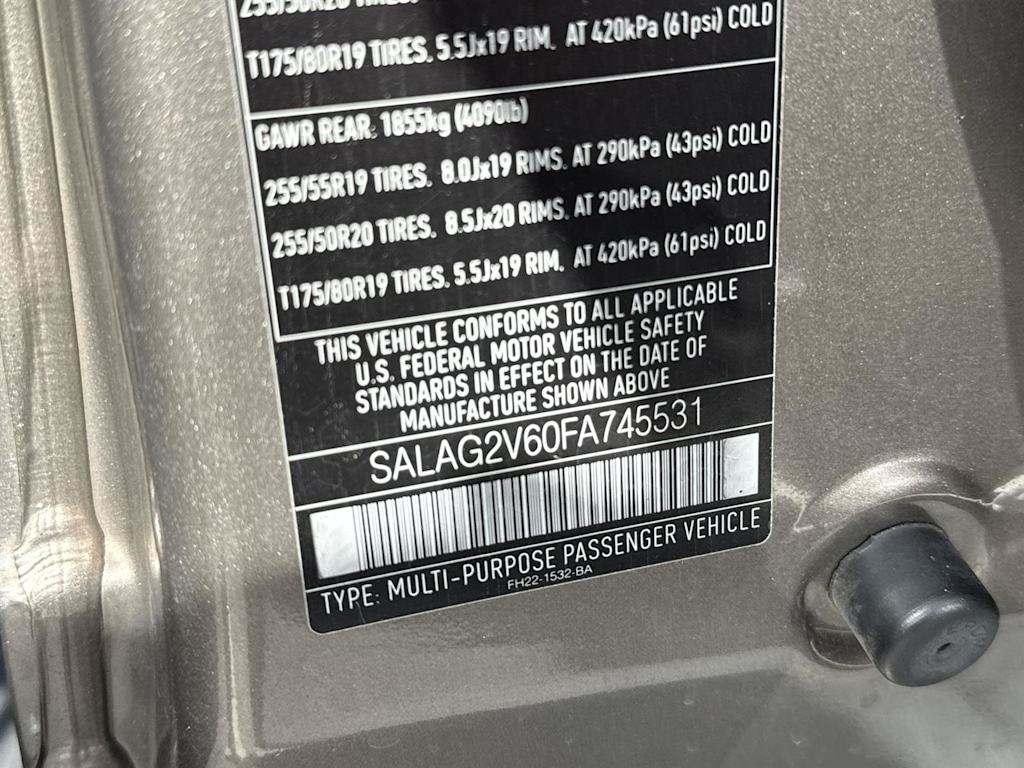 255/50R20 TIRES.
T175/80R19 TIRES. 5.5Jx19 RIM. AT 420kPa (61psi) COLD
GAWR REAR: 1855kg (4090lb)
255/55R19 TIRES. 8.0Jx19 RIMS. AT 290kPa (43psi) COLD
255/50R20 TIRES. 8.5Jx20 RIMS. AT 290kPa (43psi) COLD
T175/80R19 TIRES. 5.5Jx19 RIM. AT 420kPa (61psi) COLD
THIS VEHICLE CONFORMS TO ALL APPLICABLE
U.S. FEDERAL MOTOR VEHICLE SAFETY
STANDARDS IN EFFECT ON THE DATE OF
MANUFACTURE SHOWN ABOVE
SALAG2V60FA745531
TYPE: MULTI-PURPOSE PASSENGER VEHICLE
FH22-1532-BA